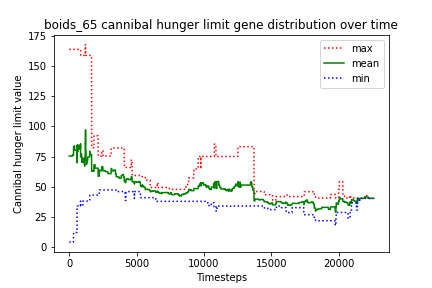 boids_65 cannibal hunger limit gene distribution over time
175
150
125
100
75
50
25
0
Cannibal hunger limit value
max
mean
min
0
5000
10000
15000
20000
Timesteps